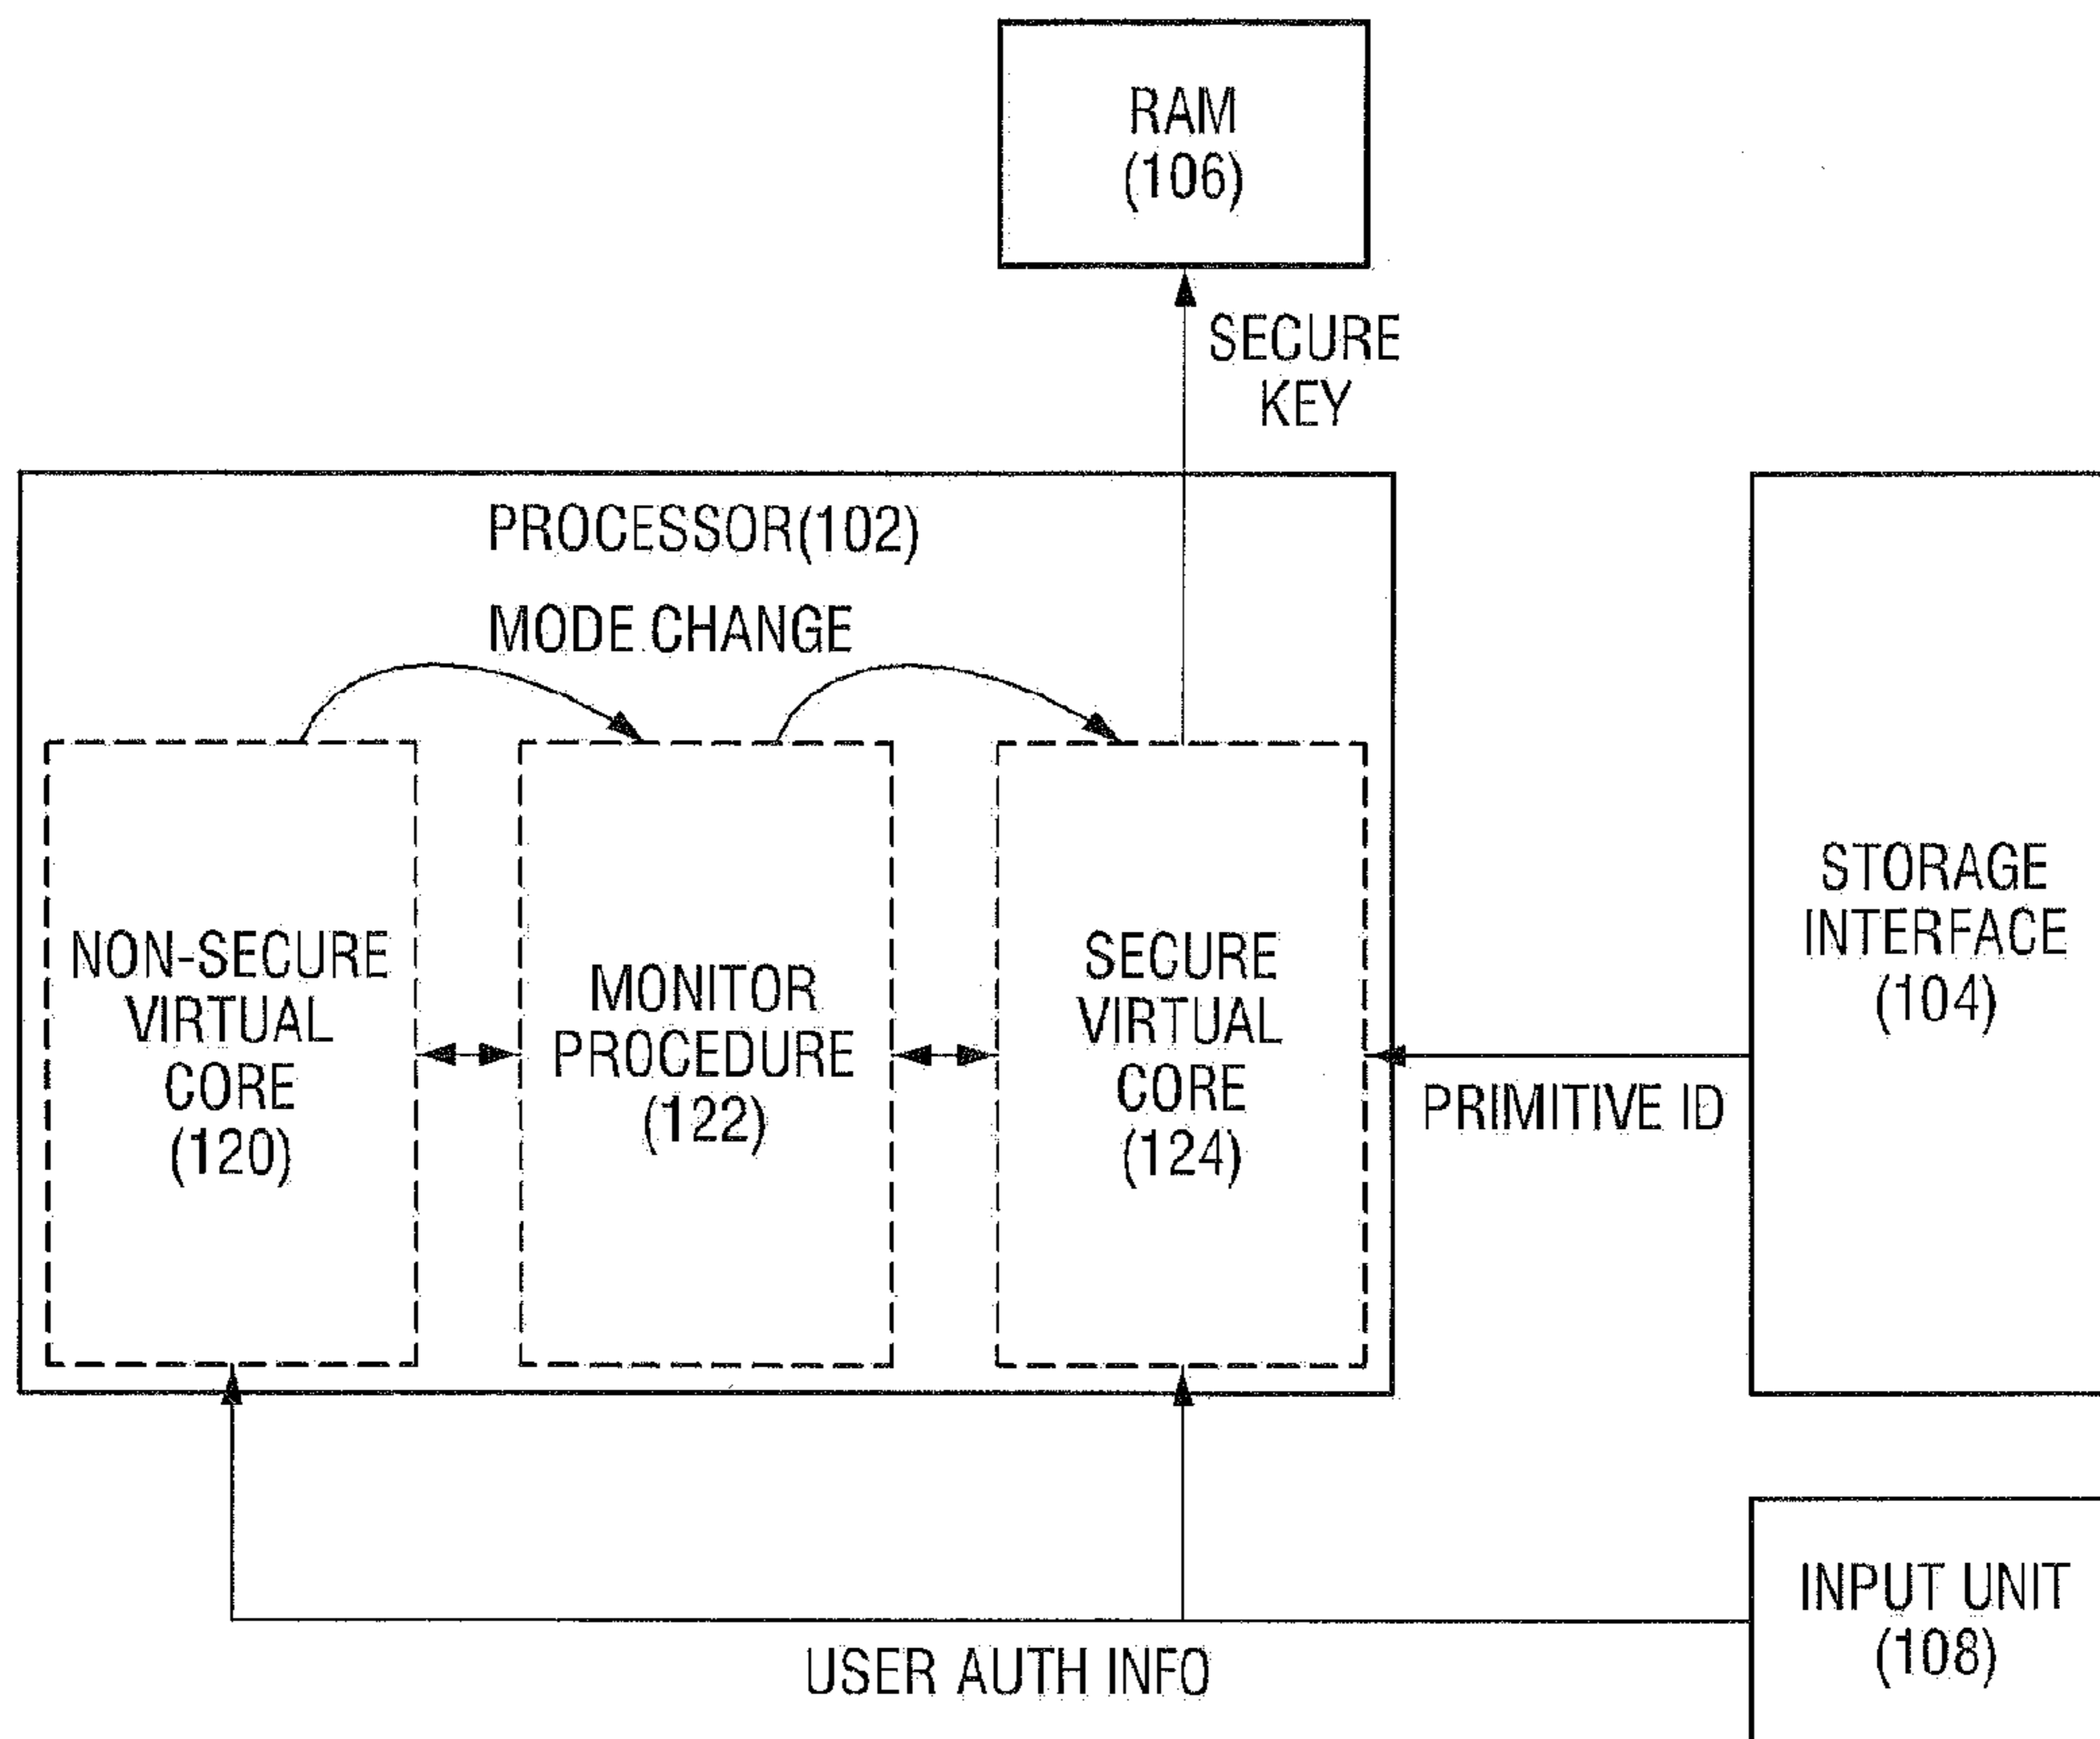 RAM
(106)
SECURE
KEY
PROCESSOR(102)
MODE CHANGE
NON-SECURE
VIRTUAL
CORE
(120)
MONITOR
PROCEDURE
(122)
SECURE
VIRTUAL
CORE
(124)
PRIMITIVE ID
STORAGE
INTERFACE
(104)
USER AUTH INFO
INPUT UNIT
(108)